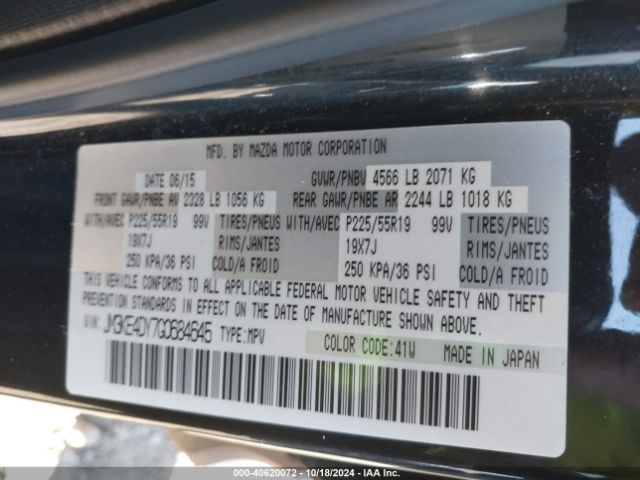 MFD. BY MAZDA MOTOR CORPORATION
DATE 06/15 GVWR/PNBV 4566 LB 2071 KG
FRONT GAWR/PNBE AV 2328 LB 1056 KG REAR GAWR/PNBE AR 2244 LB 1018 KG
WITH/AVEC P225/55R19 99V TIRES/PNEUS WITH/AVEC P225/55R19 99V TIRES/PNEUS
19X7J RIMS/JANTES 19X7J RIMS/JANTES
250 KPA/36 PSI COLD/A FROID 250 KPA/36 PSI COLD/A FROID
THIS VEHICLE CONFORMS TO ALL APPLICABLE FEDERAL MOTOR VEHICLE SAFETY AND THEFT
PREVENTION STANDARDS IN EFFECT ON THE DATE OF MANUFACTURE SHOWN ABOVE.
VIN: JM3KE4DY7G0684645 TYPE:MPV
COLOR CODE:41W MADE IN JAPAN
000-40620072 - 10/18/2024 - IAA Inc.